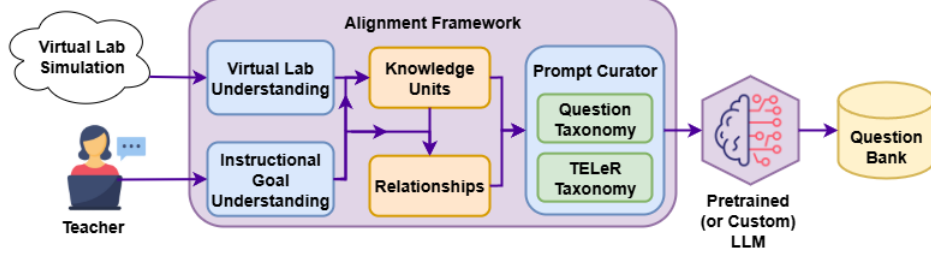 Alignment Framework
Virtual Lab
Simulation
Virtual Lab
Understanding
Knowledge
Units
Prompt Curator
Question
Taxonomy
TELeR
Taxonomy
Instructional
Goal
Understanding
Relationships
Teacher
Pretrained
(or Custom)
LLM
Question
Bank